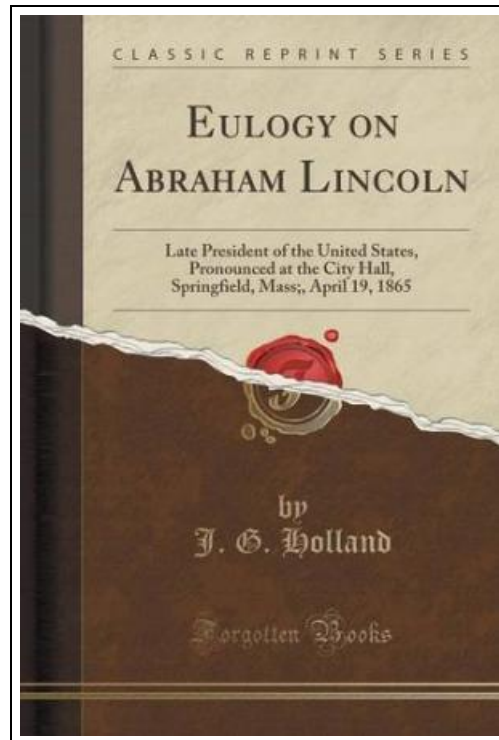 CLASSIC REPRINT SERIES
EULOGY ON
ABRAHAM LINCOLN
Late President of the United States,
Pronounced at the City Hall,
Springfield, Mass;, April 19, 1865
F
by
J. G. Holland
Forgotten Books